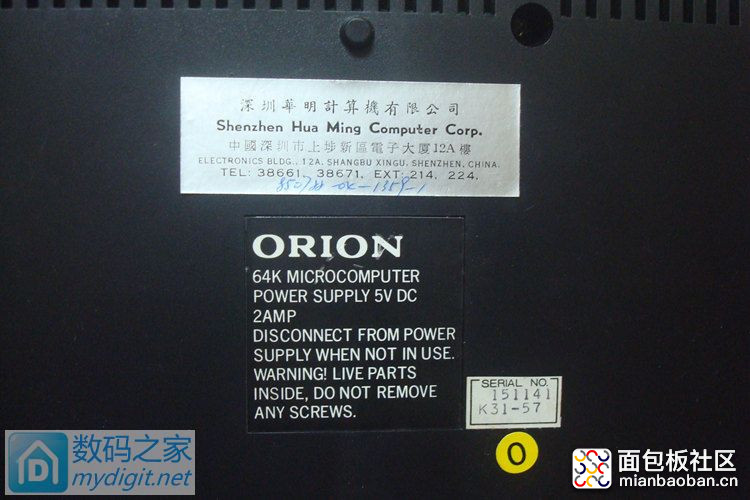 深圳華明計算機有限公司
Shenzhen Hua Ming Computer Corp.
中國深圳市上埗新區電子大厦12A樓
ELECTRONICS BLDG., 12A. SHANGBU XINGU, SHENZHEN, CHINA.
TEL: 38661, 38671, EXT: 214, 224.
ORION
64K MICROCOMPUTER
POWER SUPPLY 5V DC
2AMP
DISCONNECT FROM POWER
SUPPLY WHEN NOT IN USE.
WARNING! LIVE PARTS
INSIDE, DO NOT REMOVE
ANY SCREWS.
SERIAL NO.
151141
K31-57
O
数码之家
mydigit.net
面包板社区
mianbaoban.cn